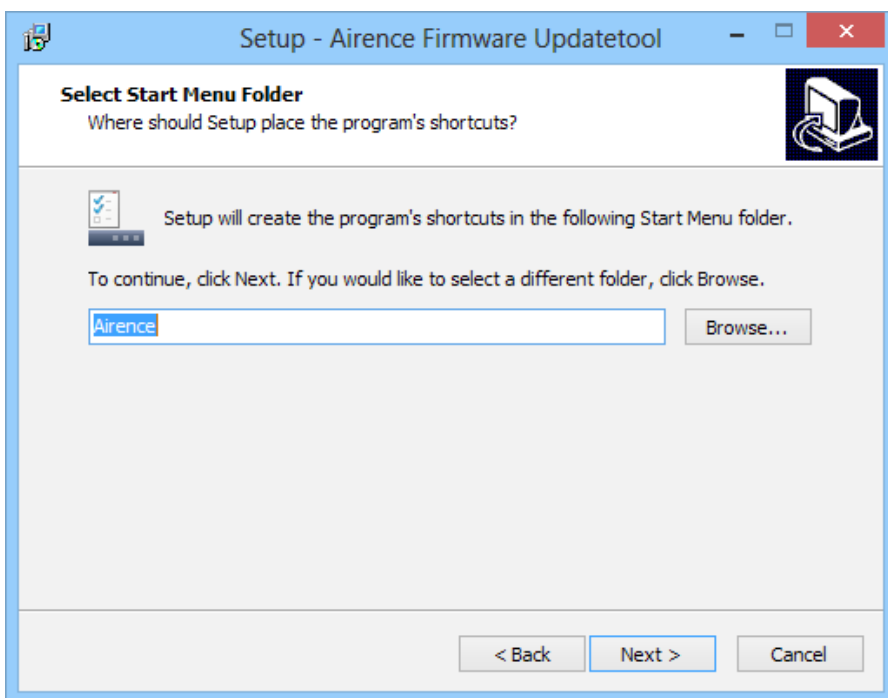 Setup - Airence Firmware Updatetool
Select Start Menu Folder
Where should Setup place the program's shortcuts?
Setup will create the program's shortcuts in the following Start Menu folder.
To continue, click Next. If you would like to select a different folder, click Browse.
Airence
Browse...
< Back
Next >
Cancel